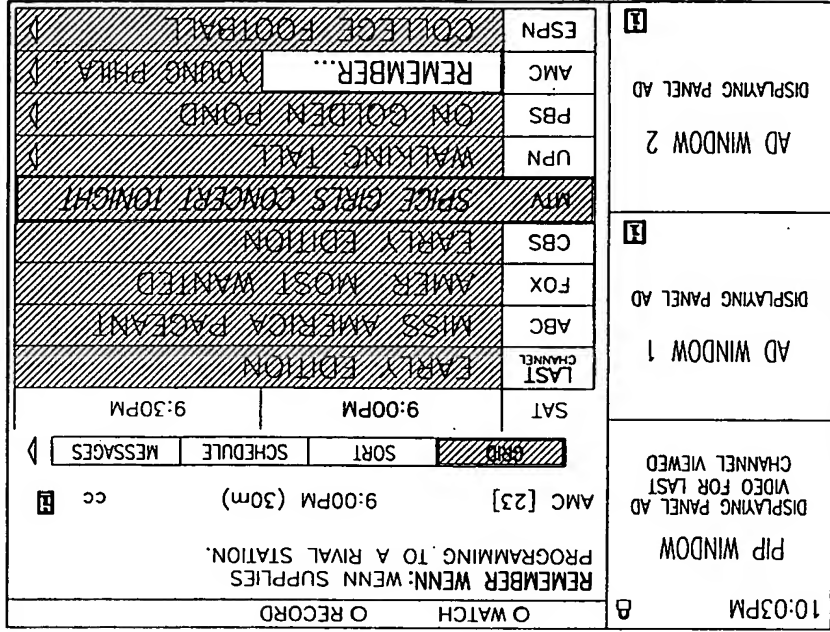 10:03PM
O WATCH O RECORD
PIP WINDOW
DISPLAYING PANEL AD
VIDEO FOR LAST
CHANNEL VIEWED
REMEMBER WENN: WENN SUPPLIES
PROGRAMMING TO A RIVAL STATION.
AMC [23] 9:00PM (30m) cc
GRID SORT SCHEDULE MESSAGES
SAT 9:00PM 9:30PM
AD WINDOW 1
DISPLAYING PANEL AD
i
LAST CHANNEL EARLY EDITION
ABC MISS AMERICA PAGEANT
FOX AMER. MOST WANTED
CBS EARLY EDITION
MTV SPICE GIRLS CONCERT TONIGHT
AD WINDOW 2
DISPLAYING PANEL AD
i
UPN WALKING TALL
PBS ON GOLDEN POND
AMC REMEMBER... YOUNG PHILA...
ESPN COLLEGE FOOTBALL